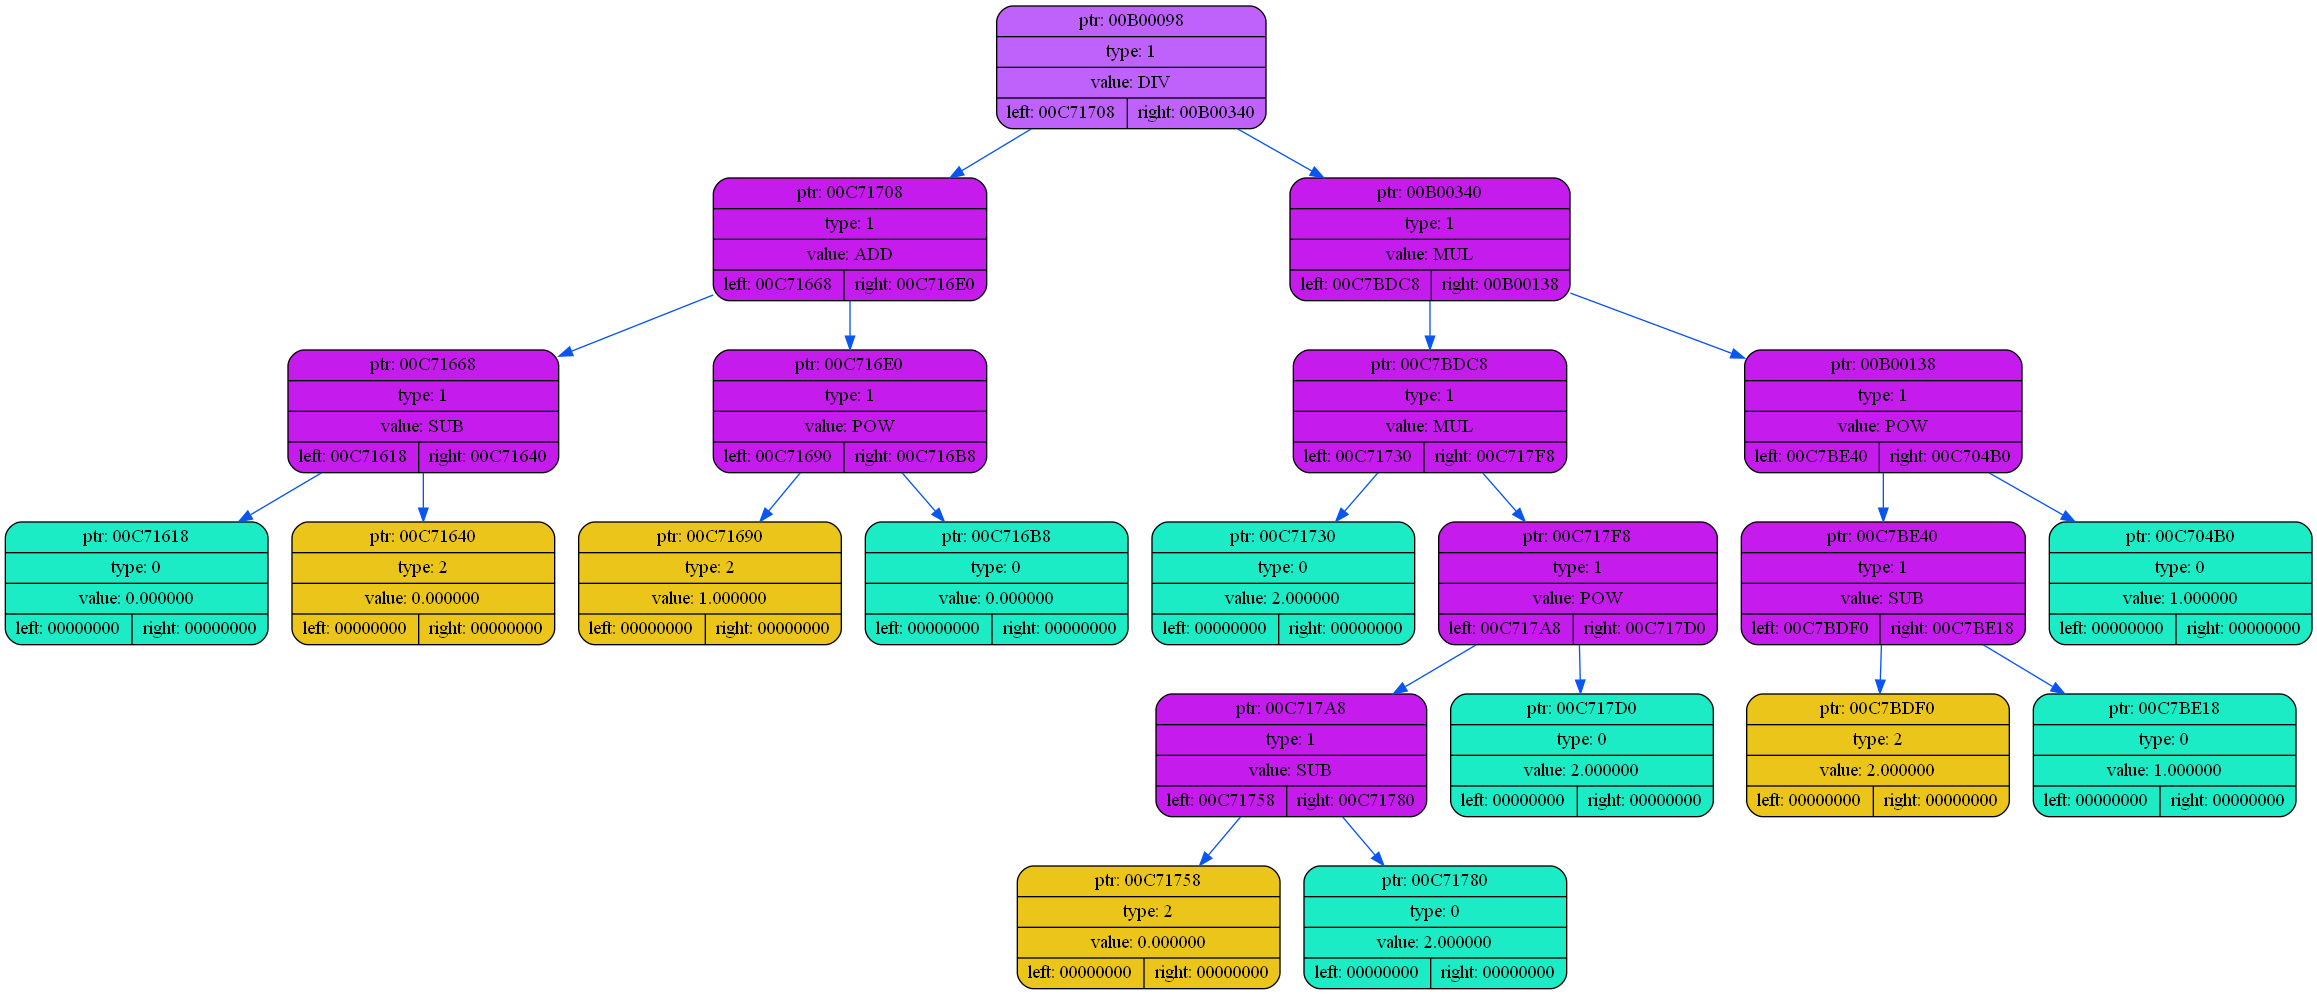 ptr: 00B00098
type: 1
value: DIV
left: 00C71708 right: 00B00340
ptr: 00C71708
type: 1
value: ADD
left: 00C71668 right: 00C716E0
ptr: 00B00340
type: 1
value: MUL
left: 00C7BDC8 right: 00B00138
ptr: 00C71668
type: 1
value: SUB
left: 00C71618 right: 00C71640
ptr: 00C716E0
type: 1
value: POW
left: 00C71690 right: 00C716B8
ptr: 00C7BDC8
type: 1
value: MUL
left: 00C71730 right: 00C717F8
ptr: 00B00138
type: 1
value: POW
left: 00C7BE40 right: 00C704B0
ptr: 00C71618
type: 0
value: 0.000000
left: 00000000 right: 00000000
ptr: 00C71640
type: 2
value: 0.000000
left: 00000000 right: 00000000
ptr: 00C71690
type: 2
value: 1.000000
left: 00000000 right: 00000000
ptr: 00C716B8
type: 0
value: 0.000000
left: 00000000 right: 00000000
ptr: 00C71730
type: 0
value: 2.000000
left: 00000000 right: 00000000
ptr: 00C717F8
type: 1
value: POW
left: 00C717A8 right: 00C717D0
ptr: 00C7BE40
type: 1
value: SUB
left: 00C7BDF0 right: 00C7BE18
ptr: 00C704B0
type: 0
value: 1.000000
left: 00000000 right: 00000000
ptr: 00C717A8
type: 1
value: SUB
left: 00C71758 right: 00C71780
ptr: 00C717D0
type: 0
value: 2.000000
left: 00000000 right: 00000000
ptr: 00C7BDF0
type: 2
value: 2.000000
left: 00000000 right: 00000000
ptr: 00C7BE18
type: 0
value: 1.000000
left: 00000000 right: 00000000
ptr: 00C71758
type: 2
value: 0.000000
left: 00000000 right: 00000000
ptr: 00C71780
type: 0
value: 2.000000
left: 00000000 right: 00000000